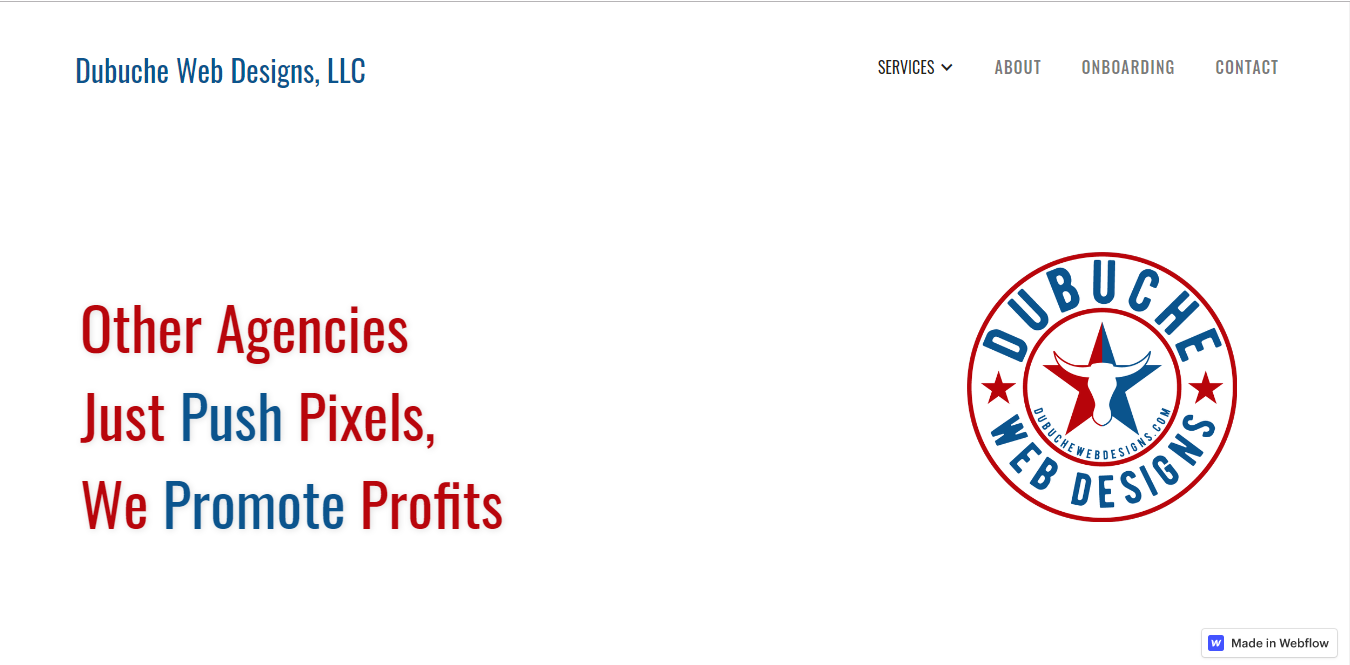 Dubuche Web Designs, LLC
SERVICES
ABOUT
ONBOARDING
CONTACT
Other Agencies
Just Push Pixels,
We Promote Profits
DUBUCHE
DUBUCHEWEBDESIGNS.COM
WEB DESIGNS
W Made in Webflow